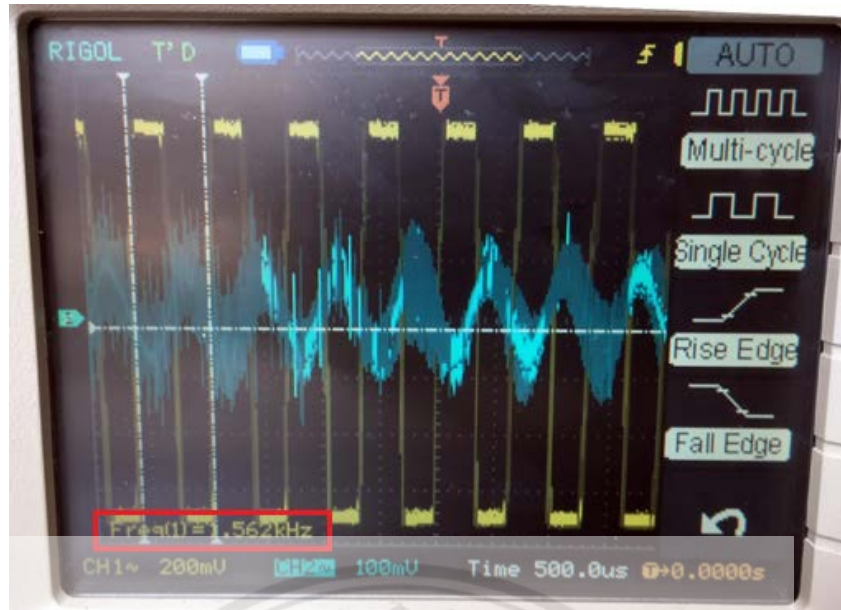 RIGOL T'D T AUTO
T
Multi-cycle
Single Cycle
Rise Edge
Fall Edge
Freq(1)=1.562kHz
CH1~ 200mV CH2~ 100mV Time 500.0us T→0.0000s